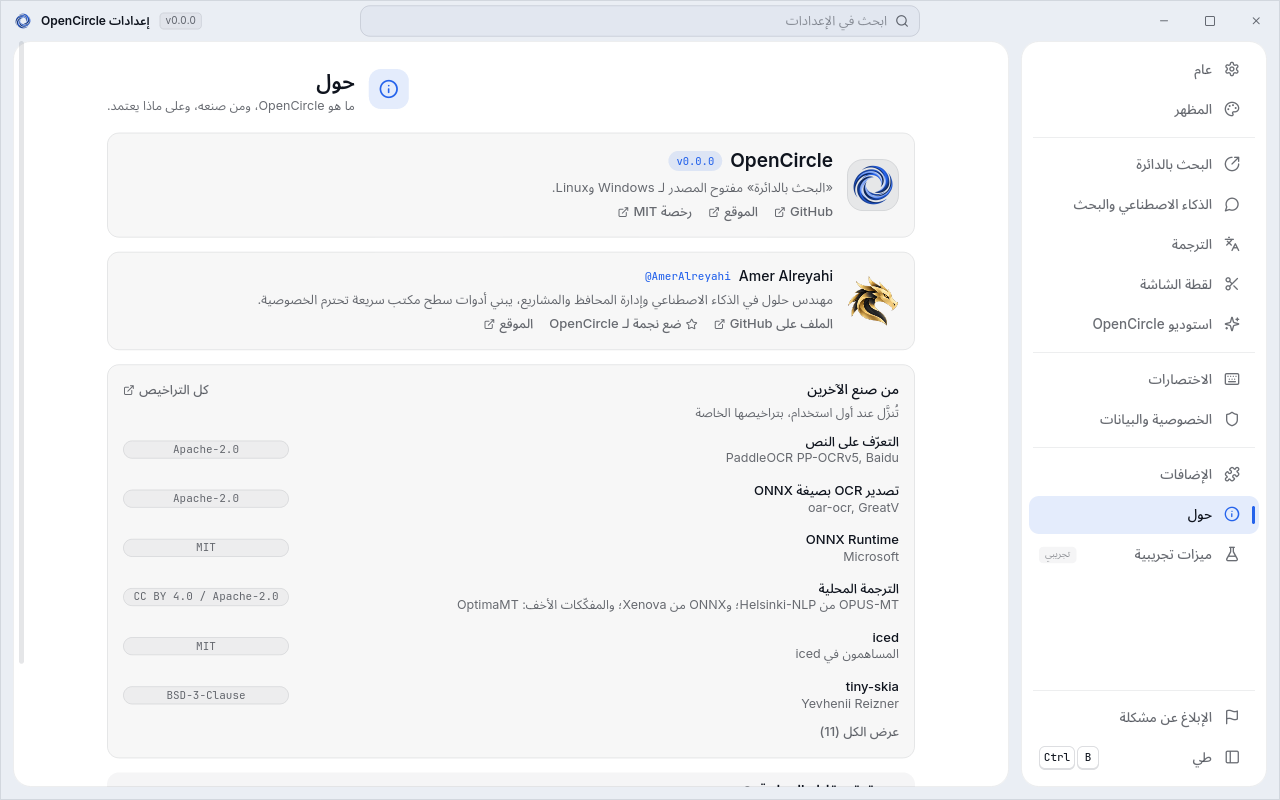 إعدادات OpenCircle
v0.0.0
ابحث في الإعدادات
عام
المظهر
البحث بالدائرة
الذكاء الاصطناعي والبحث
الترجمة
لقطة الشاشة
استوديو OpenCircle
الاختصارات
الخصوصية والبيانات
الإضافات
حول
ميزات تجريبية
تجريبي
الإبلاغ عن مشكلة
طي
Ctrl B
حول
ما هو OpenCircle، ومن صنعه، وعلى ماذا يعتمد.
OpenCircle v0.0.0
«البحث بالدائرة» مفتوح المصدر لـ Windows وLinux.
GitHub الموقع رخصة MIT
Amer Alreyahi @AmerAlreyahi
مهندس حلول في الذكاء الاصطناعي وإدارة المحافظ والمشاريع، يبني أدوات سطح مكتب سريعة تحترم الخصوصية.
الملف على GitHub ضع نجمة لـ OpenCircle الموقع
من صنع الآخرين
كل التراخيص
تُنزَّل عند أول استخدام، بتراخيصها الخاصة
التعرّف على النص
PaddleOCR PP-OCRv5, Baidu
Apache-2.0
تصدير OCR بصيغة ONNX
oar-ocr, GreatV
Apache-2.0
ONNX Runtime
Microsoft
MIT
الترجمة المحلية
OPUS-MT من Helsinki-NLP؛ وONNX من Xenova؛ والمفكّكات الأخف: OptimaMT
CC BY 4.0 / Apache-2.0
iced
المساهمون في iced
MIT
tiny-skia
Yevhenii Reizner
BSD-3-Clause
عرض الكل (11)